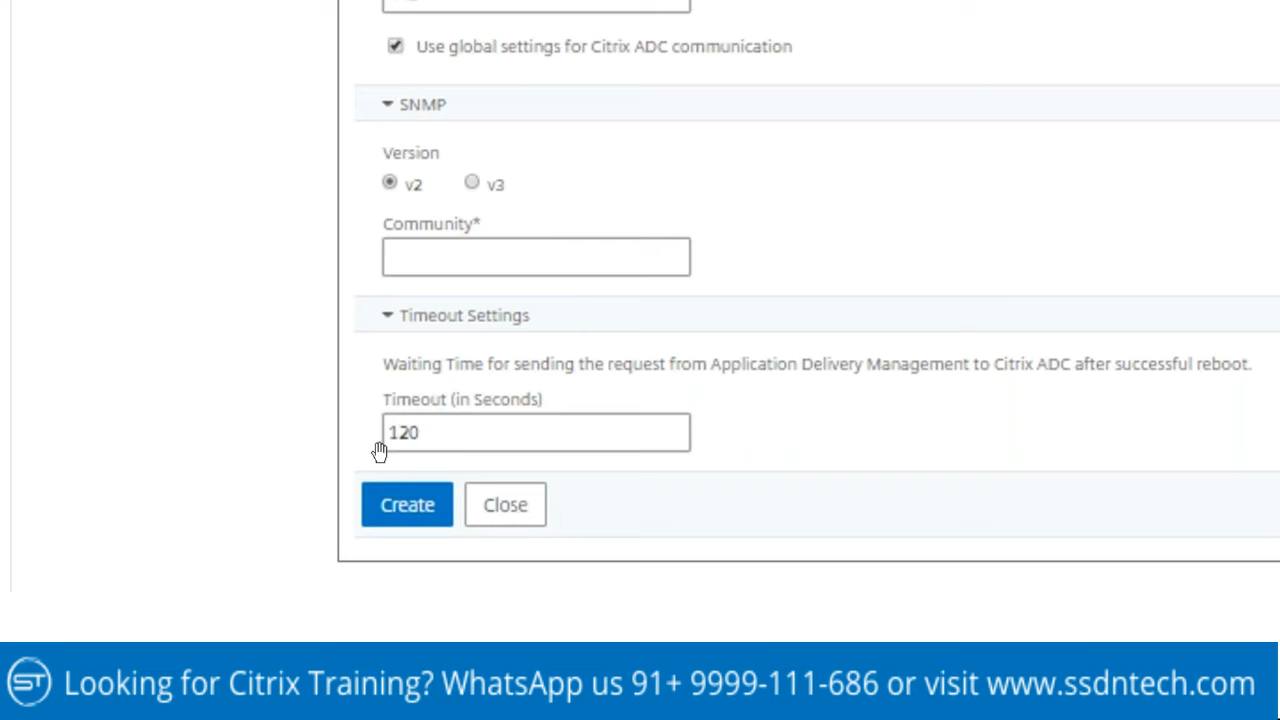 Use global settings for Citrix ADC communication
SNMP
Version
v2 v3
Community*
Timeout Settings
Waiting Time for sending the request from Application Delivery Management to Citrix ADC after successful reboot.
Timeout (in Seconds)
120
Create Close
ST Looking for Citrix Training? WhatsApp us 91+ 9999-111-686 or visit www.ssdntech.com